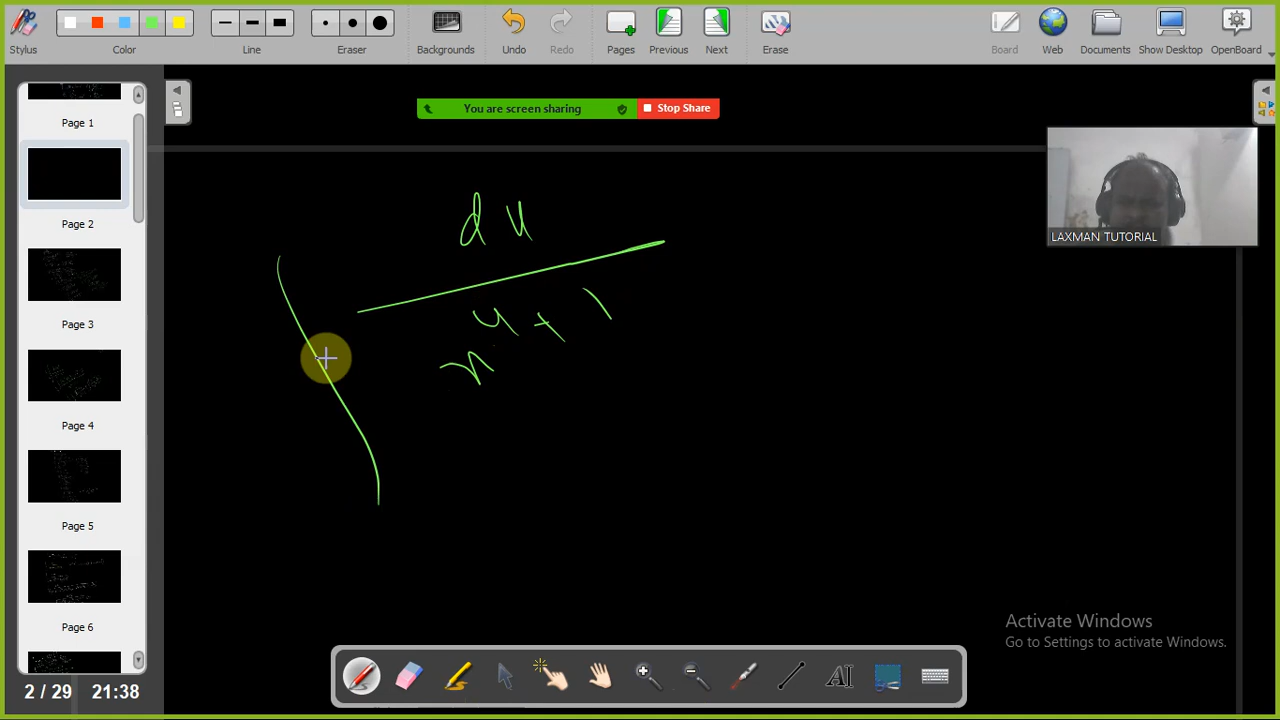 Stylus
Color
Line
Eraser
Backgrounds
Undo
Redo
Pages
Previous
Next
Erase
Board
Web
Documents
Show Desktop
OpenBoard
You are screen sharing
Stop Share
Page 1
Page 2
Page 3
Page 4
Page 5
Page 6
LAXMAN TUTORIAL
du
x⁴ + 1
Activate Windows
Go to Settings to activate Windows.
2 / 29
21:38